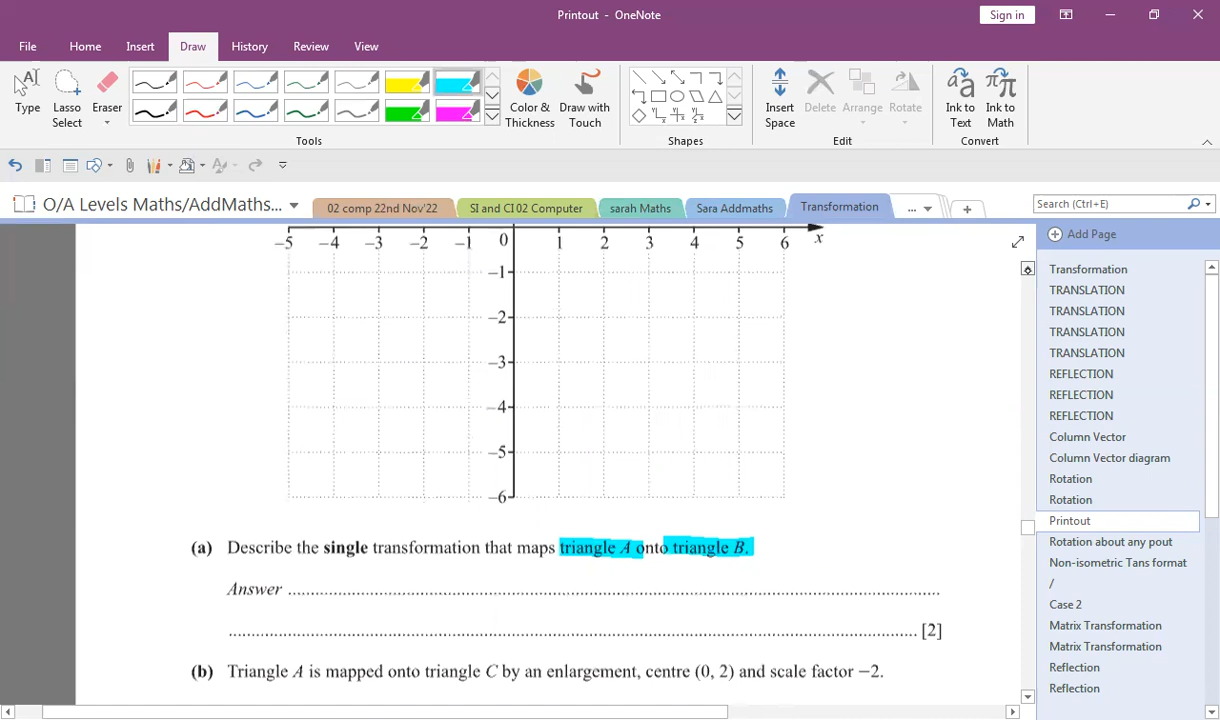 Printout - OneNote
Sign in
File Home Insert Draw History Review View
Type
Lasso Select
Eraser
Color & Thickness
Draw with Touch
Insert Space
Delete
Arrange
Rotate
Ink to Text
Ink to Math
Tools
Shapes
Edit
Convert
O/A Levels Maths/AddMaths...
02 comp 22nd Nov'22
SI and CI02 Computer
sarah Maths
Sara Addmaths
Transformation
...
Search (Ctrl+E)
Add Page
Transformation
TRANSLATION
TRANSLATION
TRANSLATION
TRANSLATION
REFLECTION
REFLECTION
REFLECTION
Column Vector
Column Vector diagram
Rotation
Rotation
Printout
Rotation about any pout
Non-isometric Tans format
/
Case 2
Matrix Transformation
Matrix Transformation
Reflection
Reflection
–5 –4 –3 –2 –1 0 1 2 3 4 5 6 x
–1
–2
–3
–4
–5
–6
(a) Describe the single transformation that maps triangle A onto triangle B.
Answer ..........................................................................
.......................................................................... [2]
(b) Triangle A is mapped onto triangle C by an enlargement, centre (0, 2) and scale factor –2.